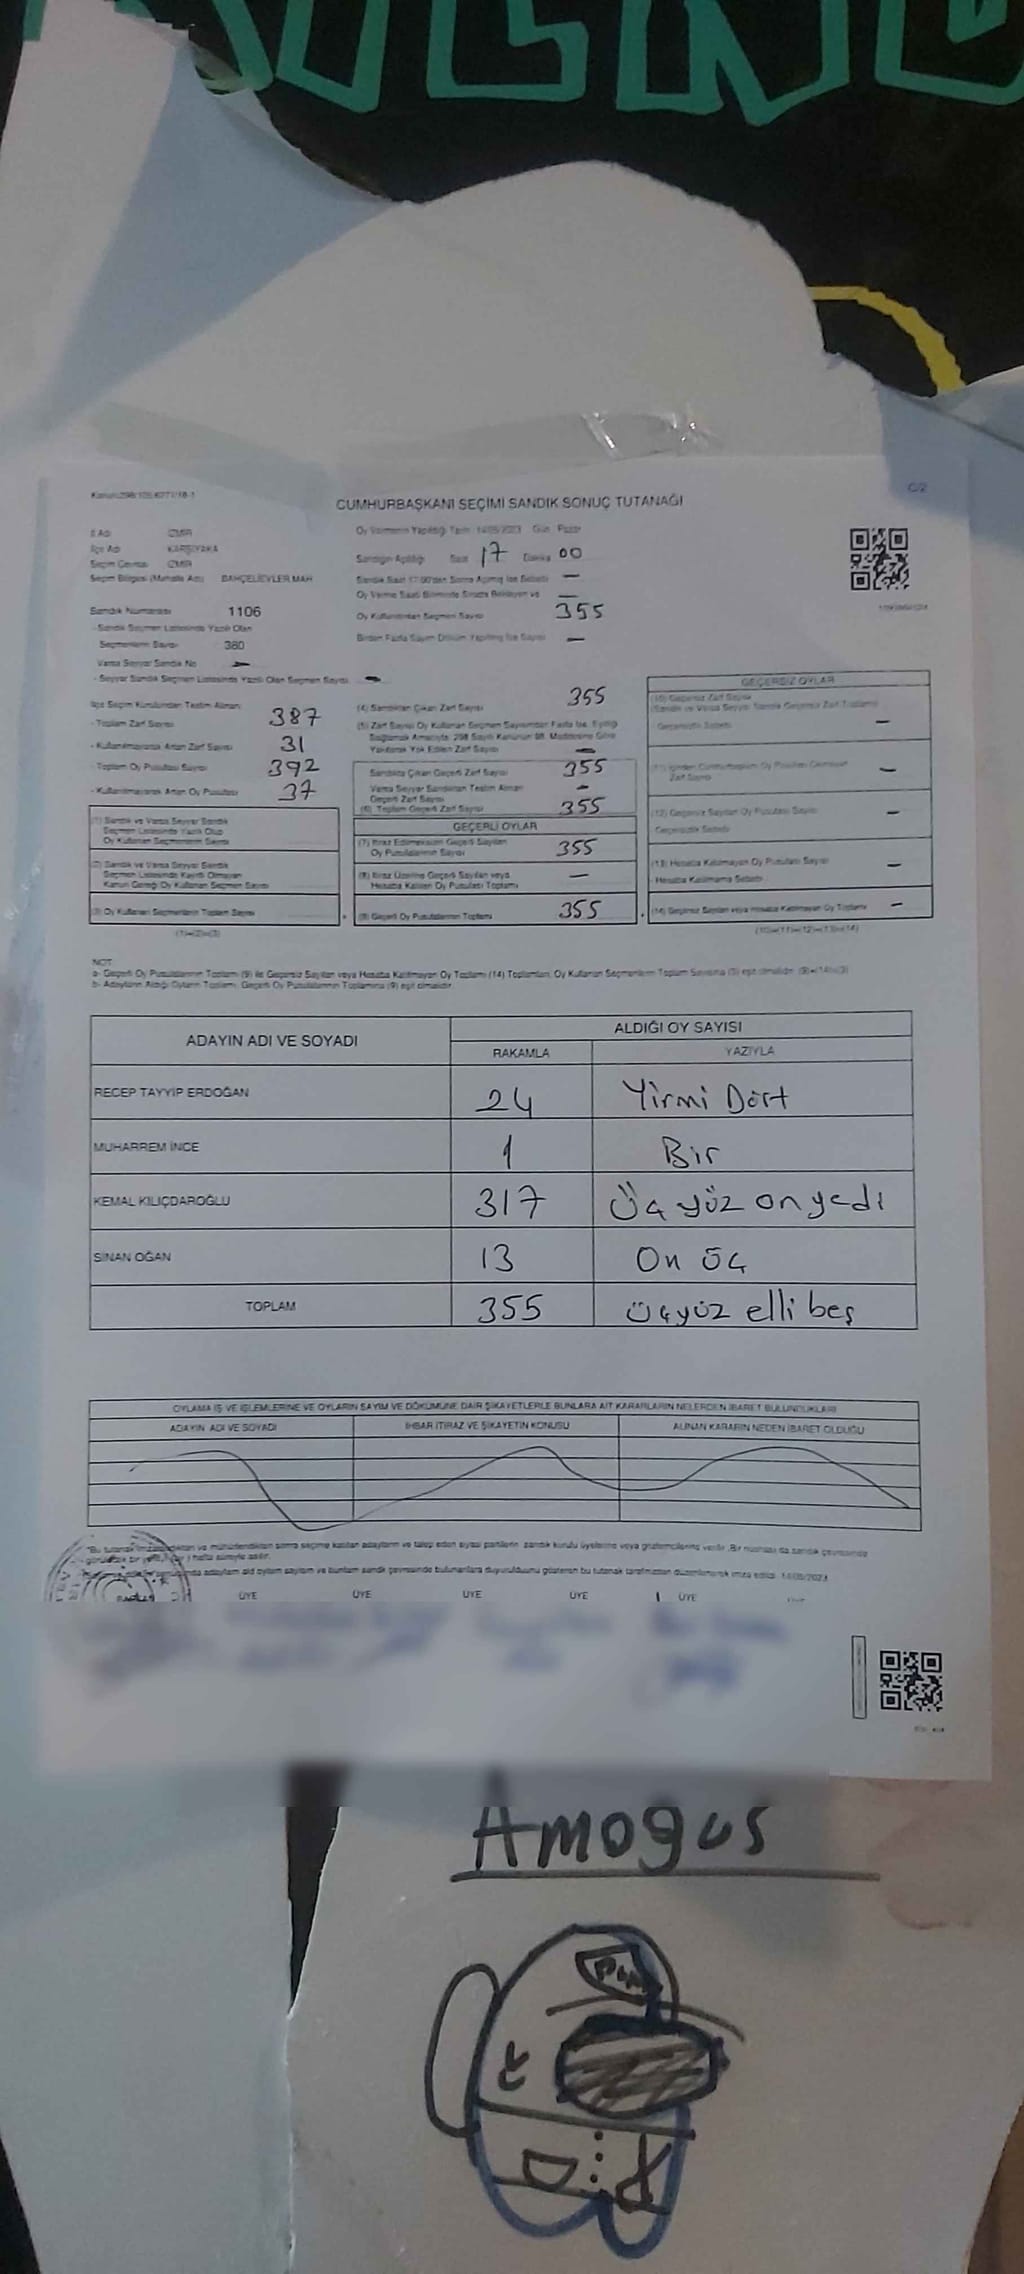 Kanun:298/105,6271/18-1
C/2
CUMHURBAŞKANI SEÇİMİ SANDIK SONUÇ TUTANAĞI
İl Adı İZMİR
İlçe Adı KARŞIYAKA
Seçim Çevresi İZMİR
Seçim Bölgesi (Mahalle Adı) BAHÇELİEVLER MAH
Sandık Numarası 1106
- Sandık Seçmen Listesinde Yazılı Olan
Seçmenlerin Sayısı 380
Varsa Seyyar Sandık No —
- Seyyar Sandık Seçmen Listesinde Yazılı Olan Seçmen Sayısı —
Oy Vermenin Yapıldığı Tarih : 14/05/2023 Gün : Pazar
Sandığın Açıldığı Saat 17 Dakika 00
Sandık Saat 17:00'den Sonra Açılmış İse Sebebi —
Oy Verme Saati Bitiminde Sırada Bekleyen ve —
Oy Kullandırılan Seçmen Sayısı 355
Birden Fazla Sayım Döküm Yapılmış İse Sayısı —
İlçe Seçim Kurulundan Teslim Alınan
- Toplam Zarf Sayısı 387
- Kullanılmayarak Artan Zarf Sayısı 31
- Toplam Oy Pusulası Sayısı 392
- Kullanılmayarak Artan Oy Pusulası 37
(1) Sandık ve Varsa Seyyar Sandık
Seçmen Listesinde Yazılı Olup
Oy Kullanan Seçmenlerin Sayısı
(2) Sandık ve Varsa Seyyar Sandık
Seçmen Listesinde Kayıtlı Olmayan
Kanun Gereği Oy Kullanan Seçmen Sayısı
(3) Oy Kullanan Seçmenlerin Toplam Sayısı
(1)+(2)=(3)
(4) Sandıktan Çıkan Zarf Sayısı 355
(5) Zarf Sayısı Oy Kullanan Seçmen Sayısından Fazla İse, Eşitliği
Sağlamak Amacıyla, 298 Sayılı Kanunun 98. Maddesine Göre
Yakılarak Yok Edilen Zarf Sayısı —
Sandıkta Çıkan Geçerli Zarf Sayısı 355
Varsa Seyyar Sandıktan Teslim Alınan
Geçerli Zarf Sayısı —
(6) Toplam Geçerli Zarf Sayısı 355
GEÇERLİ OYLAR
(7) İtiraz Edilmeksizin Geçerli Sayılan
Oy Pusulalarının Sayısı 355
(8) İtiraz Üzerine Geçerli Sayılan veya
Hesaba Katılan Oy Pusulası Toplamı —
(9) Geçerli Oy Pusulalarının Toplamı 355
GEÇERSİZ OYLAR
(10) Geçersiz Zarf Sayısı
(Sandık ve Varsa Seyyar Sandık Geçersiz Zarf Toplamı)
- Geçersizlik Sebebi —
(11) İçinden Cumhurbaşkanı Oy Pusulası Çıkmayan
Zarf Sayısı —
(12) Geçersiz Sayılan Oy Pusulası Sayısı —
Geçersizlik Sebebi
(13) Hesaba Katılmayan Oy Pusulası Sayısı —
- Hesaba Katılmama Sebebi
(14) Geçersiz Sayılan veya Hesaba Katılmayan Oy Toplamı —
(10)+(11)+(12)+(13)=(14)
NOT:
a- Geçerli Oy Pusulalarının Toplamı (9) ile Geçersiz Sayılan veya Hesaba Katılmayan Oy Toplamı (14) Toplamları, Oy Kullanan Seçmenlerin Toplam Sayısına (3) eşit olmalıdır. (9)+(14)=(3)
b- Adayların Aldığı Oyların Toplamı, Geçerli Oy Pusulalarının Toplamına (9) eşit olmalıdır.
ADAYIN ADI VE SOYADI ALDIĞI OY SAYISI
RAKAMLA YAZIYLA
RECEP TAYYİP ERDOĞAN 24 Yirmi Dört
MUHARREM İNCE 1 Bir
KEMAL KILIÇDAROĞLU 317 Üç yüz on yedi
SİNAN OĞAN 13 On üç
TOPLAM 355 Üçyüz elli beş
OYLAMA İŞ VE İŞLEMLERİNE VE OYLARIN SAYIM VE DÖKÜMÜNE DAİR ŞİKAYETLERLE BUNLARA AİT KARARLARIN NELERDEN İBARET BULUNDUKLARI
ADAYIN ADI VE SOYADI İHBAR İTİRAZ VE ŞİKAYETİN KONUSU ALINAN KARARIN NEDEN İBARET OLDUĞU
"Bu tutanak imzalandıktan ve mühürlendikten sonra seçime katılan adayların ve talep eden siyasi partilerin sandık kurulu üyelerine veya gözlemcilerine verilir. Bir nüshası da sandık çevresinde
görülecek bir yere, ( bir ) hafta süreyle asılır.
adayların aldığı oyların sayılarını ve bunların sandık çevresinde bulunanlara duyurulduğunu gösteren bu tutanak tarafımızdan düzenlenerek imza edildi. 14/05/2023
ÜYE ÜYE ÜYE ÜYE ÜYE
Amogus